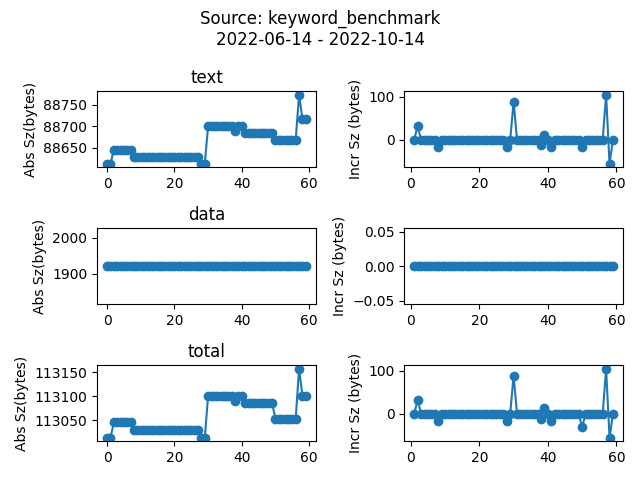 Source: keyword_benchmark
2022-06-14 - 2022-10-14
text
Abs Sz(bytes)
88750
88700
88650
0 20 40 60
Incr Sz (bytes)
100
0
0 20 40 60
data
Abs Sz(bytes)
2000
1900
0 20 40 60
Incr Sz (bytes)
0.05
0.00
−0.05
0 20 40 60
total
Abs Sz(bytes)
113150
113100
113050
0 20 40 60
Incr Sz (bytes)
100
0
0 20 40 60